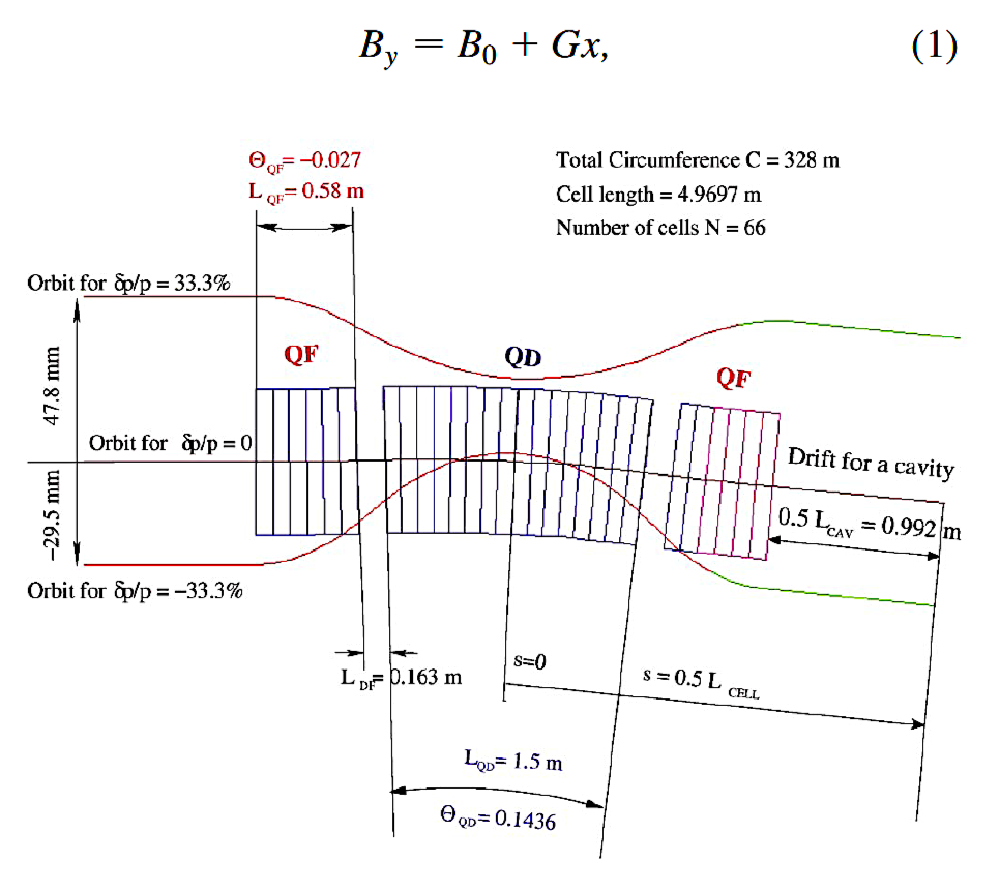 B_y = B_0 + Gx, (1)
Θ_QF = −0.027
L_QF = 0.58 m
Total Circumference C = 328 m
Cell length = 4.9697 m
Number of cells N = 66
Orbit for δp/p = 33.3%
47.8 mm
QF
QD
QF
Orbit for δp/p = 0
Drift for a cavity
−29.5 mm
0.5 L_CAV = 0.992 m
Orbit for δp/p = −33.3%
s=0
L_DF = 0.163 m
s = 0.5 L_CELL
L_QD = 1.5 m
Θ_QD = 0.1436